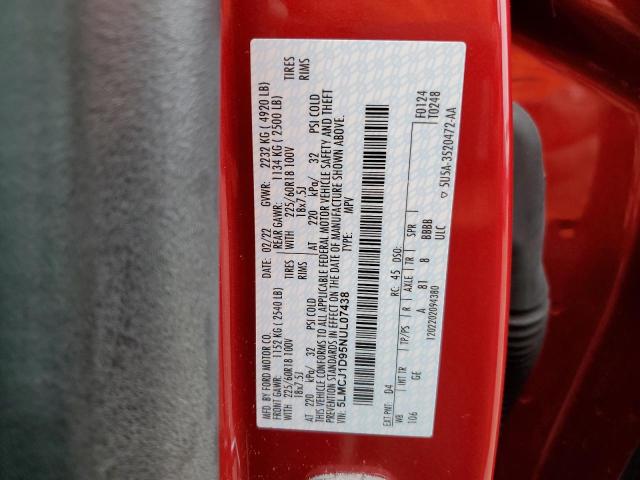 MFD. BY FORD MOTOR CO.
DATE: 02/22 GVWR: 2232 KG ( 4920 LB)
FRONT GAWR: 1152 KG ( 2540 LB) REAR GAWR: 1134 KG ( 2500 LB)
WITH 225/60R18 100V TIRES WITH 225/60R18 100V TIRES
18x7.5J RIMS 18x7.5J RIMS
AT 220 kPa/ 32 PSI COLD AT 220 kPa/ 32 PSI COLD
THIS VEHICLE CONFORMS TO ALL APPLICABLE FEDERAL MOTOR VEHICLE SAFETY AND THEFT
PREVENTION STANDARDS IN EFFECT ON THE DATE OF MANUFACTURE SHOWN ABOVE.
VIN: 5LMCJ1D95NUL07438 TYPE: MPV
EXT PNT: D4 RC: 45 DSO: F0124
WB INT TR TP/PS R AXLE TR SPR T0248
106 GE A 81 8 BBBB
ULC
1202202094380 ▽ 5U5A-3520472-AA